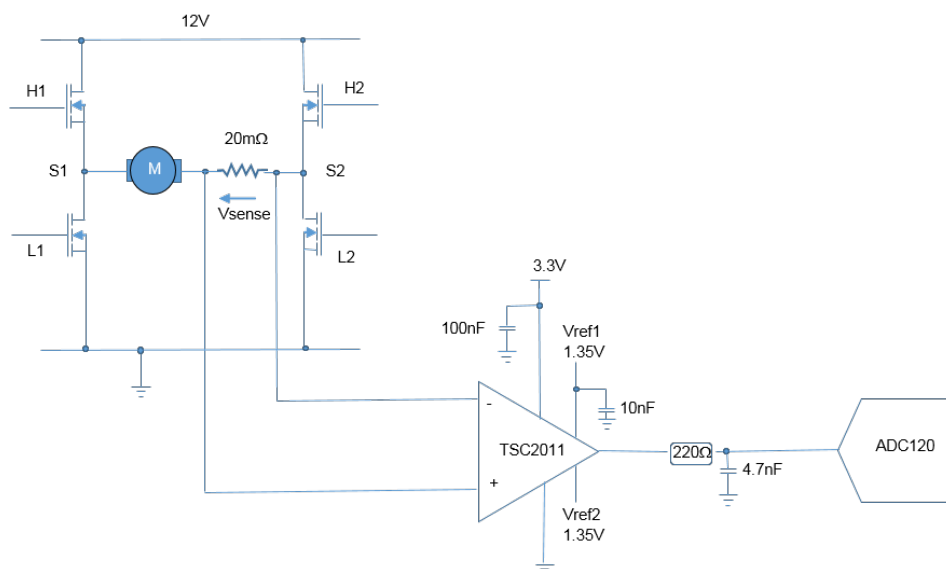 12V
H1
H2
20mΩ
S1
M
S2
Vsense
L1
L2
3.3V
100nF
Vref1
1.35V
10nF
-
TSC2011
+
220Ω
4.7nF
ADC120
Vref2
1.35V